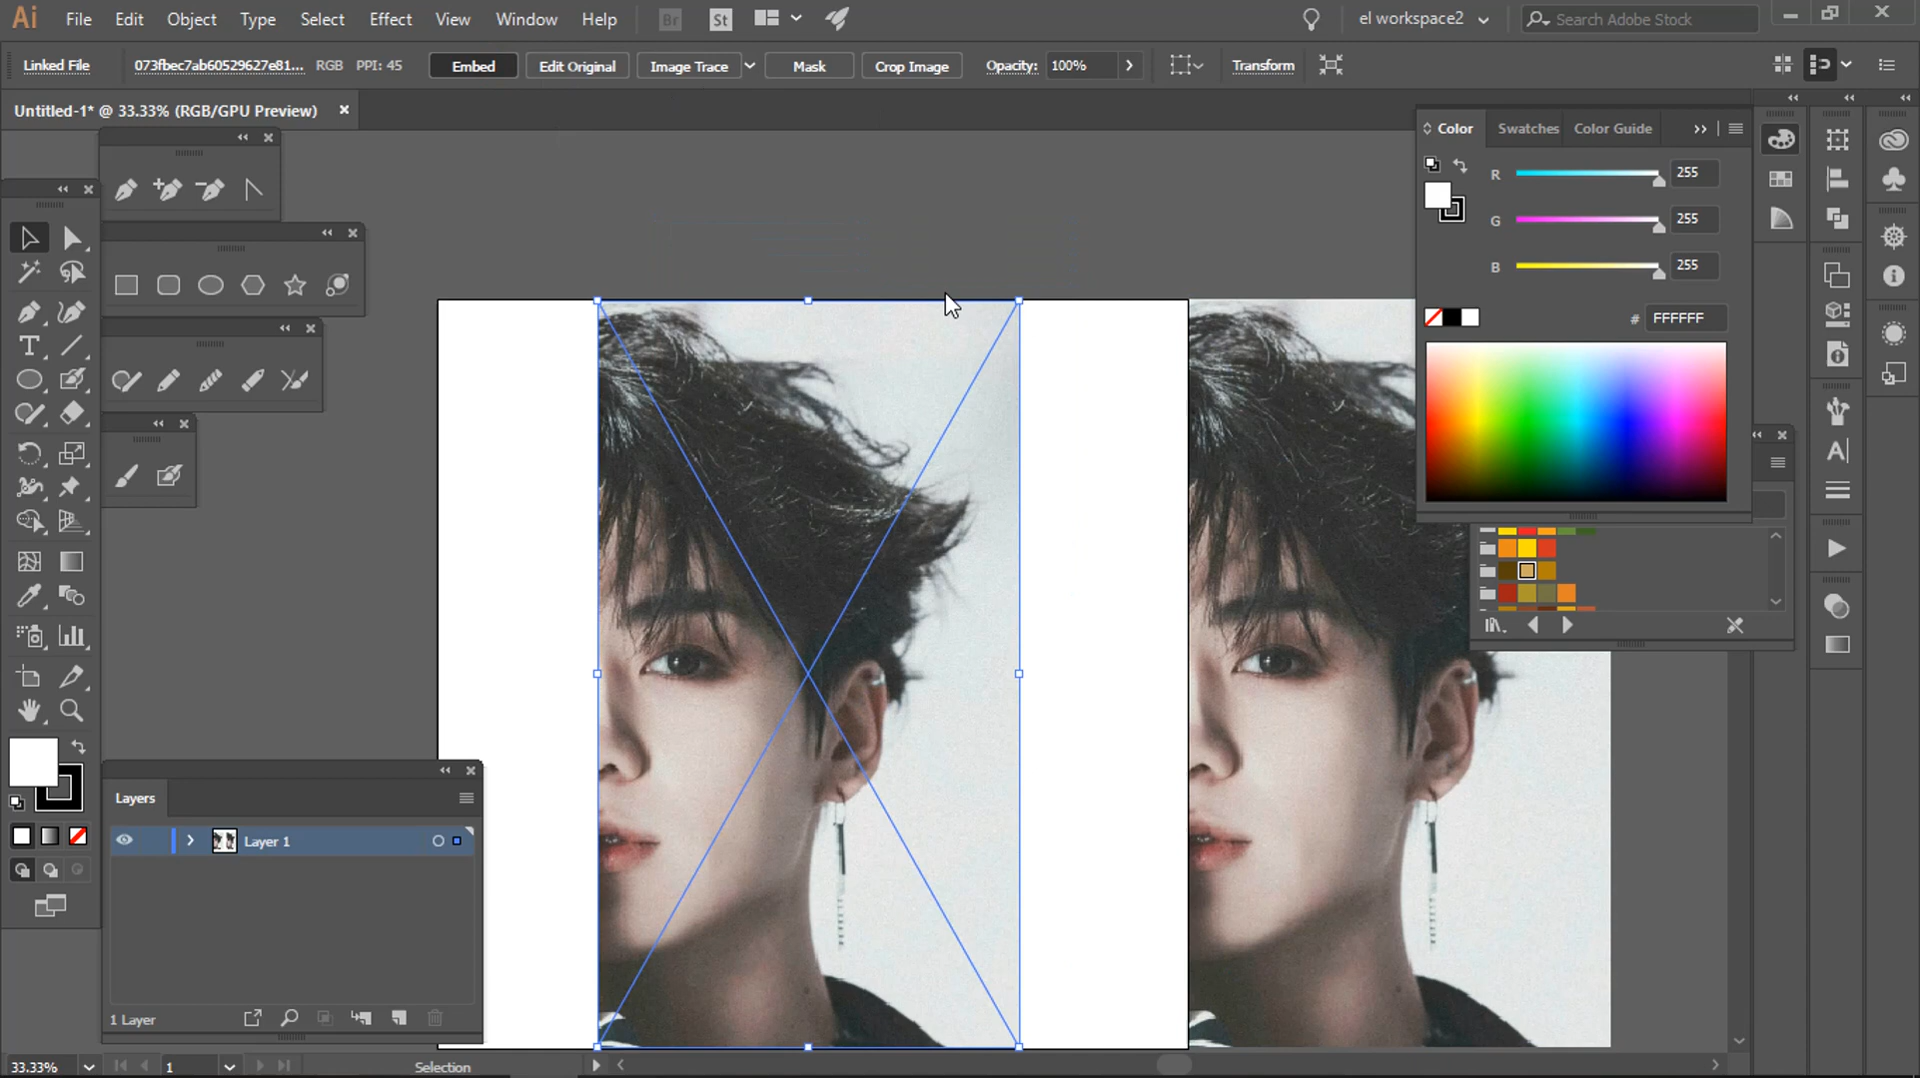 Ai File Edit Object Type Select Effect View Window Help Br St el workspace2 Search Adobe Stock
Linked File 073fbec7ab60529627e81... RGB PPI: 45 Embed Edit Original Image Trace Mask Crop Image Opacity: 100% Transform
Untitled-1* @ 33.33% (RGB/GPU Preview)
Color Swatches Color Guide
R 255
G 255
B 255
# FFFFFF
Layers
Layer 1
1 Layer
33.33% 1 Selection